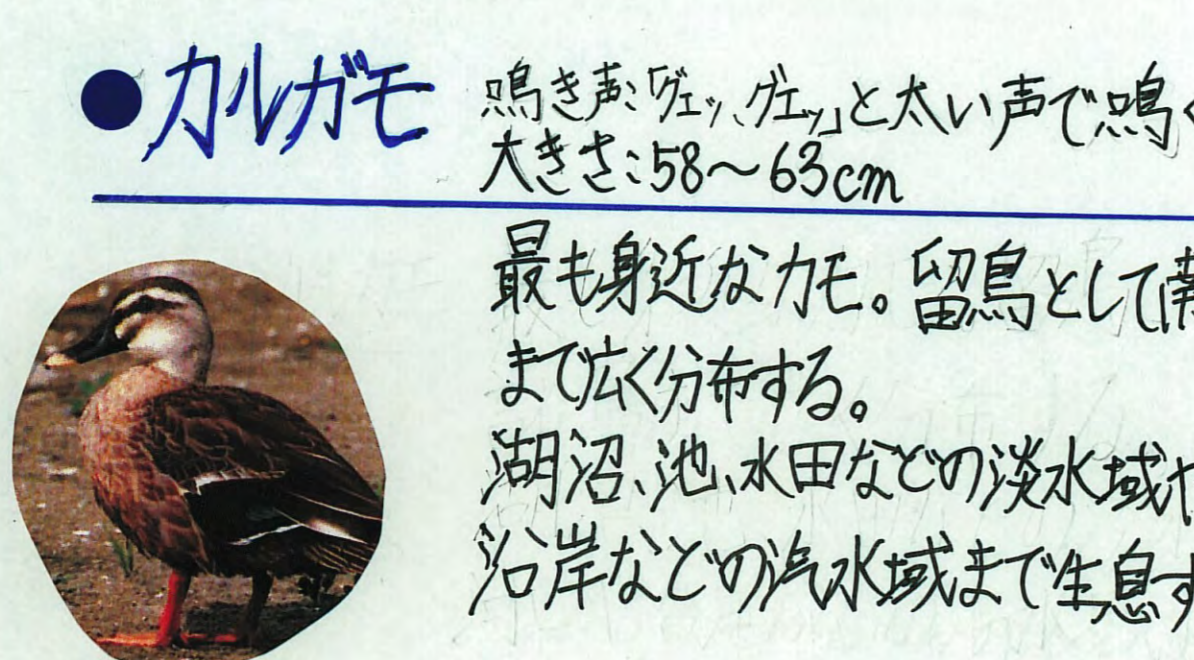 ●カルガモ
鳴き声:「グエッ、グエッ」と太い声で鳴く
大きさ:58〜63cm
最も身近なカモ。留鳥として南
まで広く分布する。
湖沼、池、水田などの淡水域や
沿岸などの汽水域まで生息す